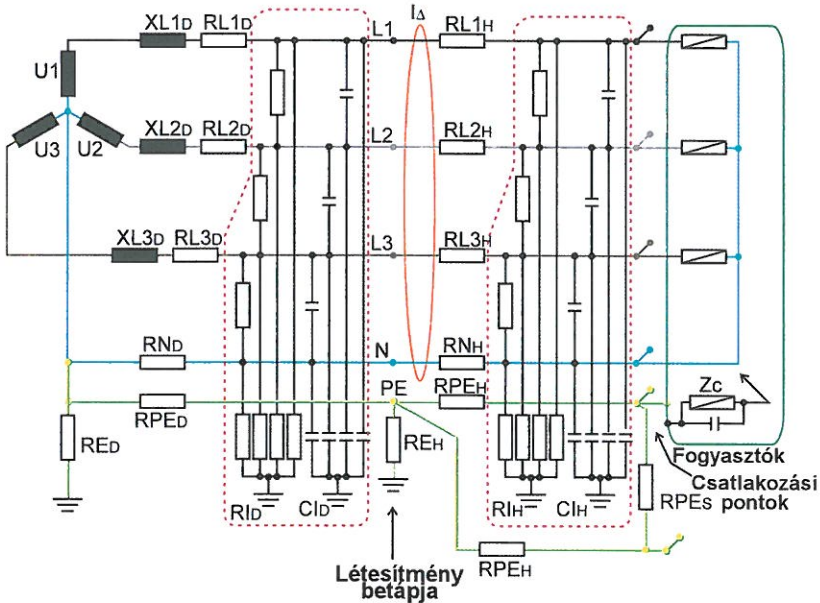 XL1D RL1D L1 I∆ RL1H
U1
XL2D RL2D L2 RL2H
U3 U2
XL3D RL3D L3 RL3H
RND N RNH
RPED PE RPEH Zc
RED REH Fogyasztók
Csatlakozási
pontok
RPES
RID CID RIH CIH
RPEH
Létesítmény
betápja